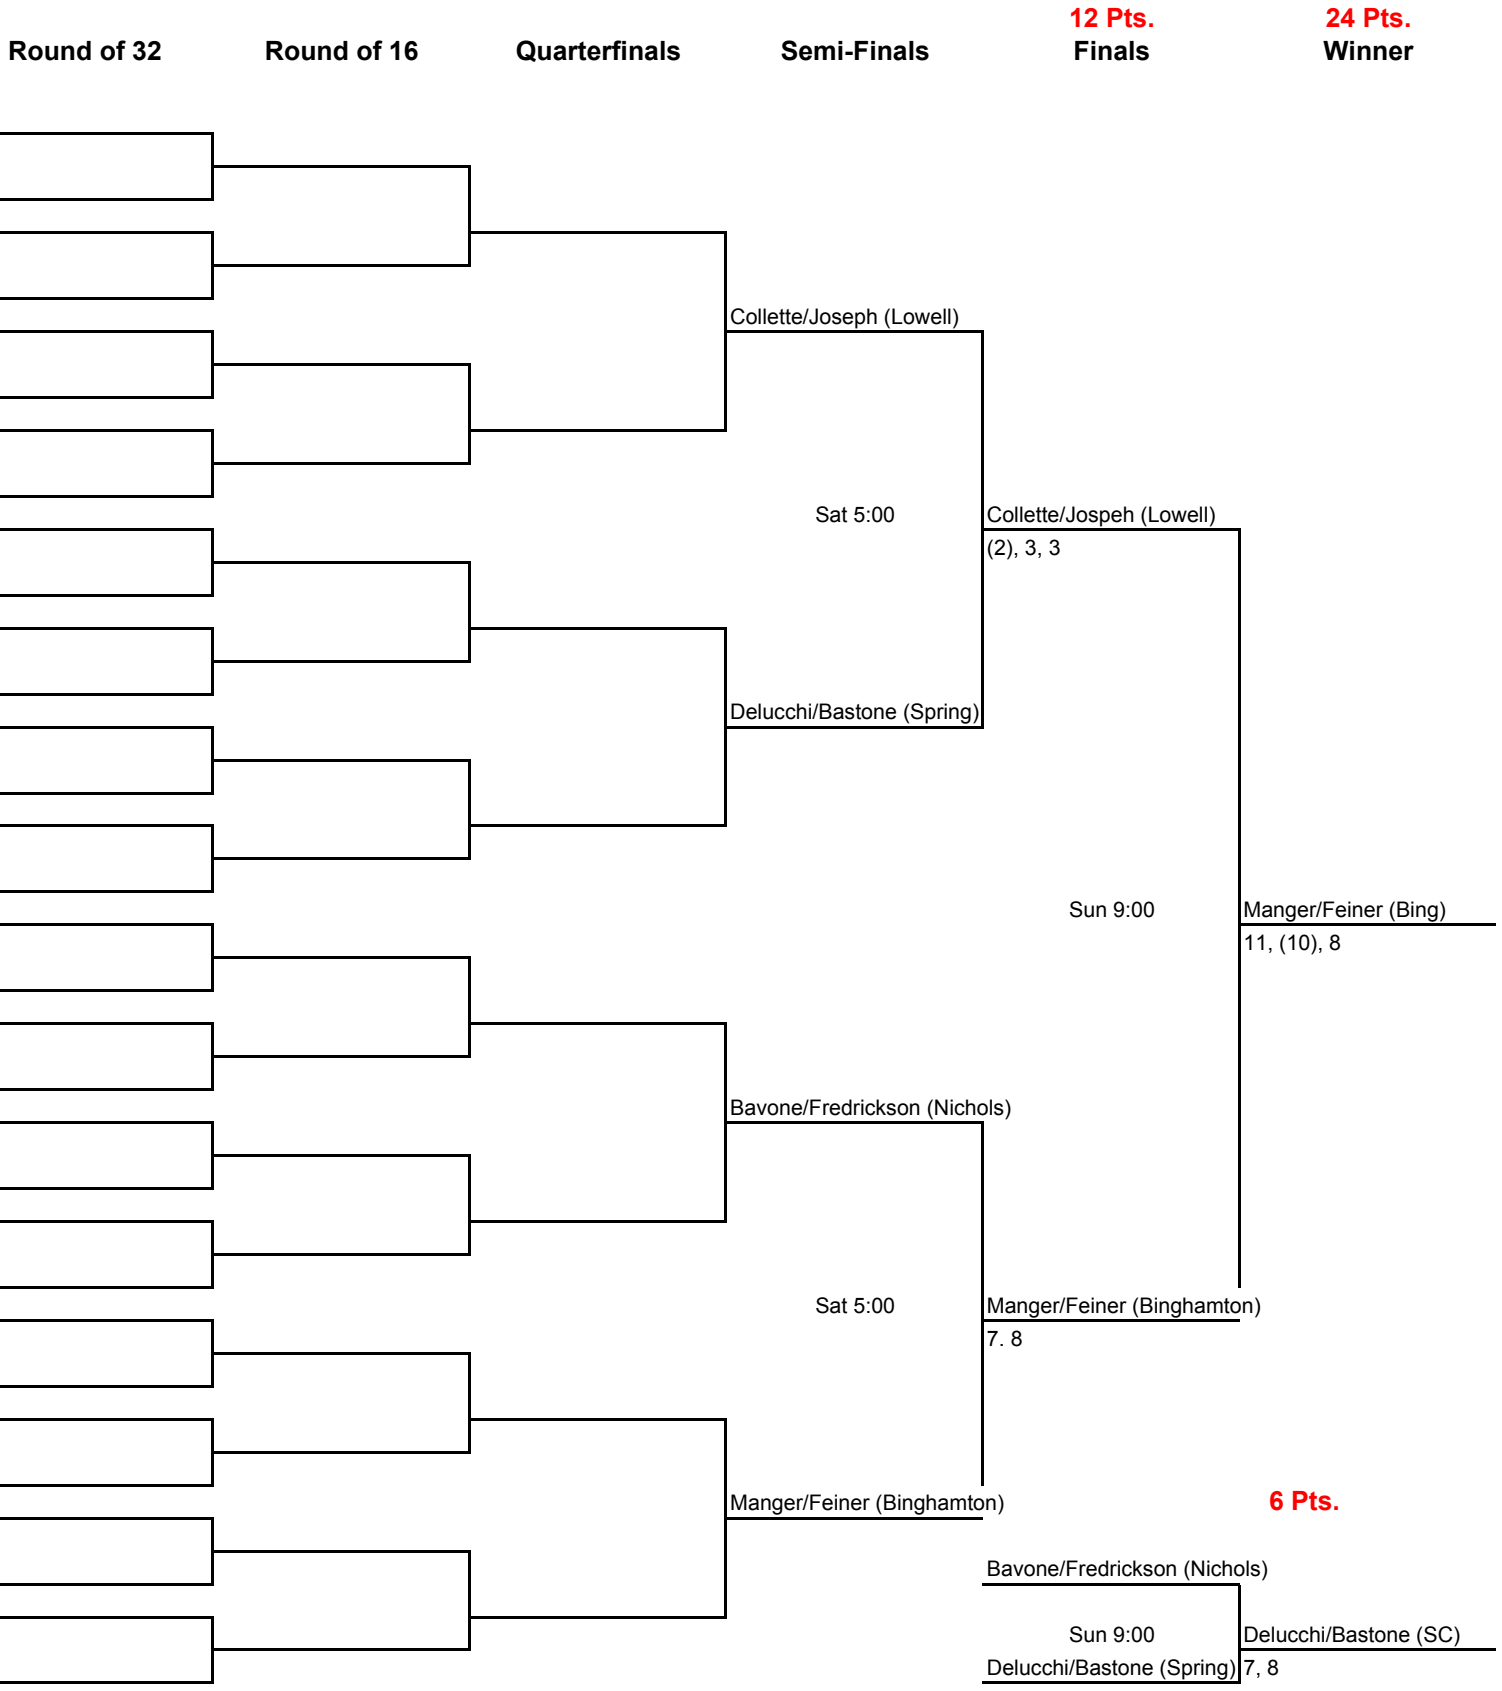 12 Pts. 24 Pts.
Round of 32 Round of 16 Quarterfinals Semi-Finals Finals Winner
Collette/Joseph (Lowell)
Sat 5:00 Collette/Jospeh (Lowell)
(2), 3, 3
Delucchi/Bastone (Spring)
Sun 9:00 Manger/Feiner (Bing)
11, (10), 8
Bavone/Fredrickson (Nichols)
Sat 5:00 Manger/Feiner (Binghamton)
7. 8
Manger/Feiner (Binghamton) 6 Pts.
Bavone/Fredrickson (Nichols)
Sun 9:00 Delucchi/Bastone (SC)
Delucchi/Bastone (Spring) 7, 8